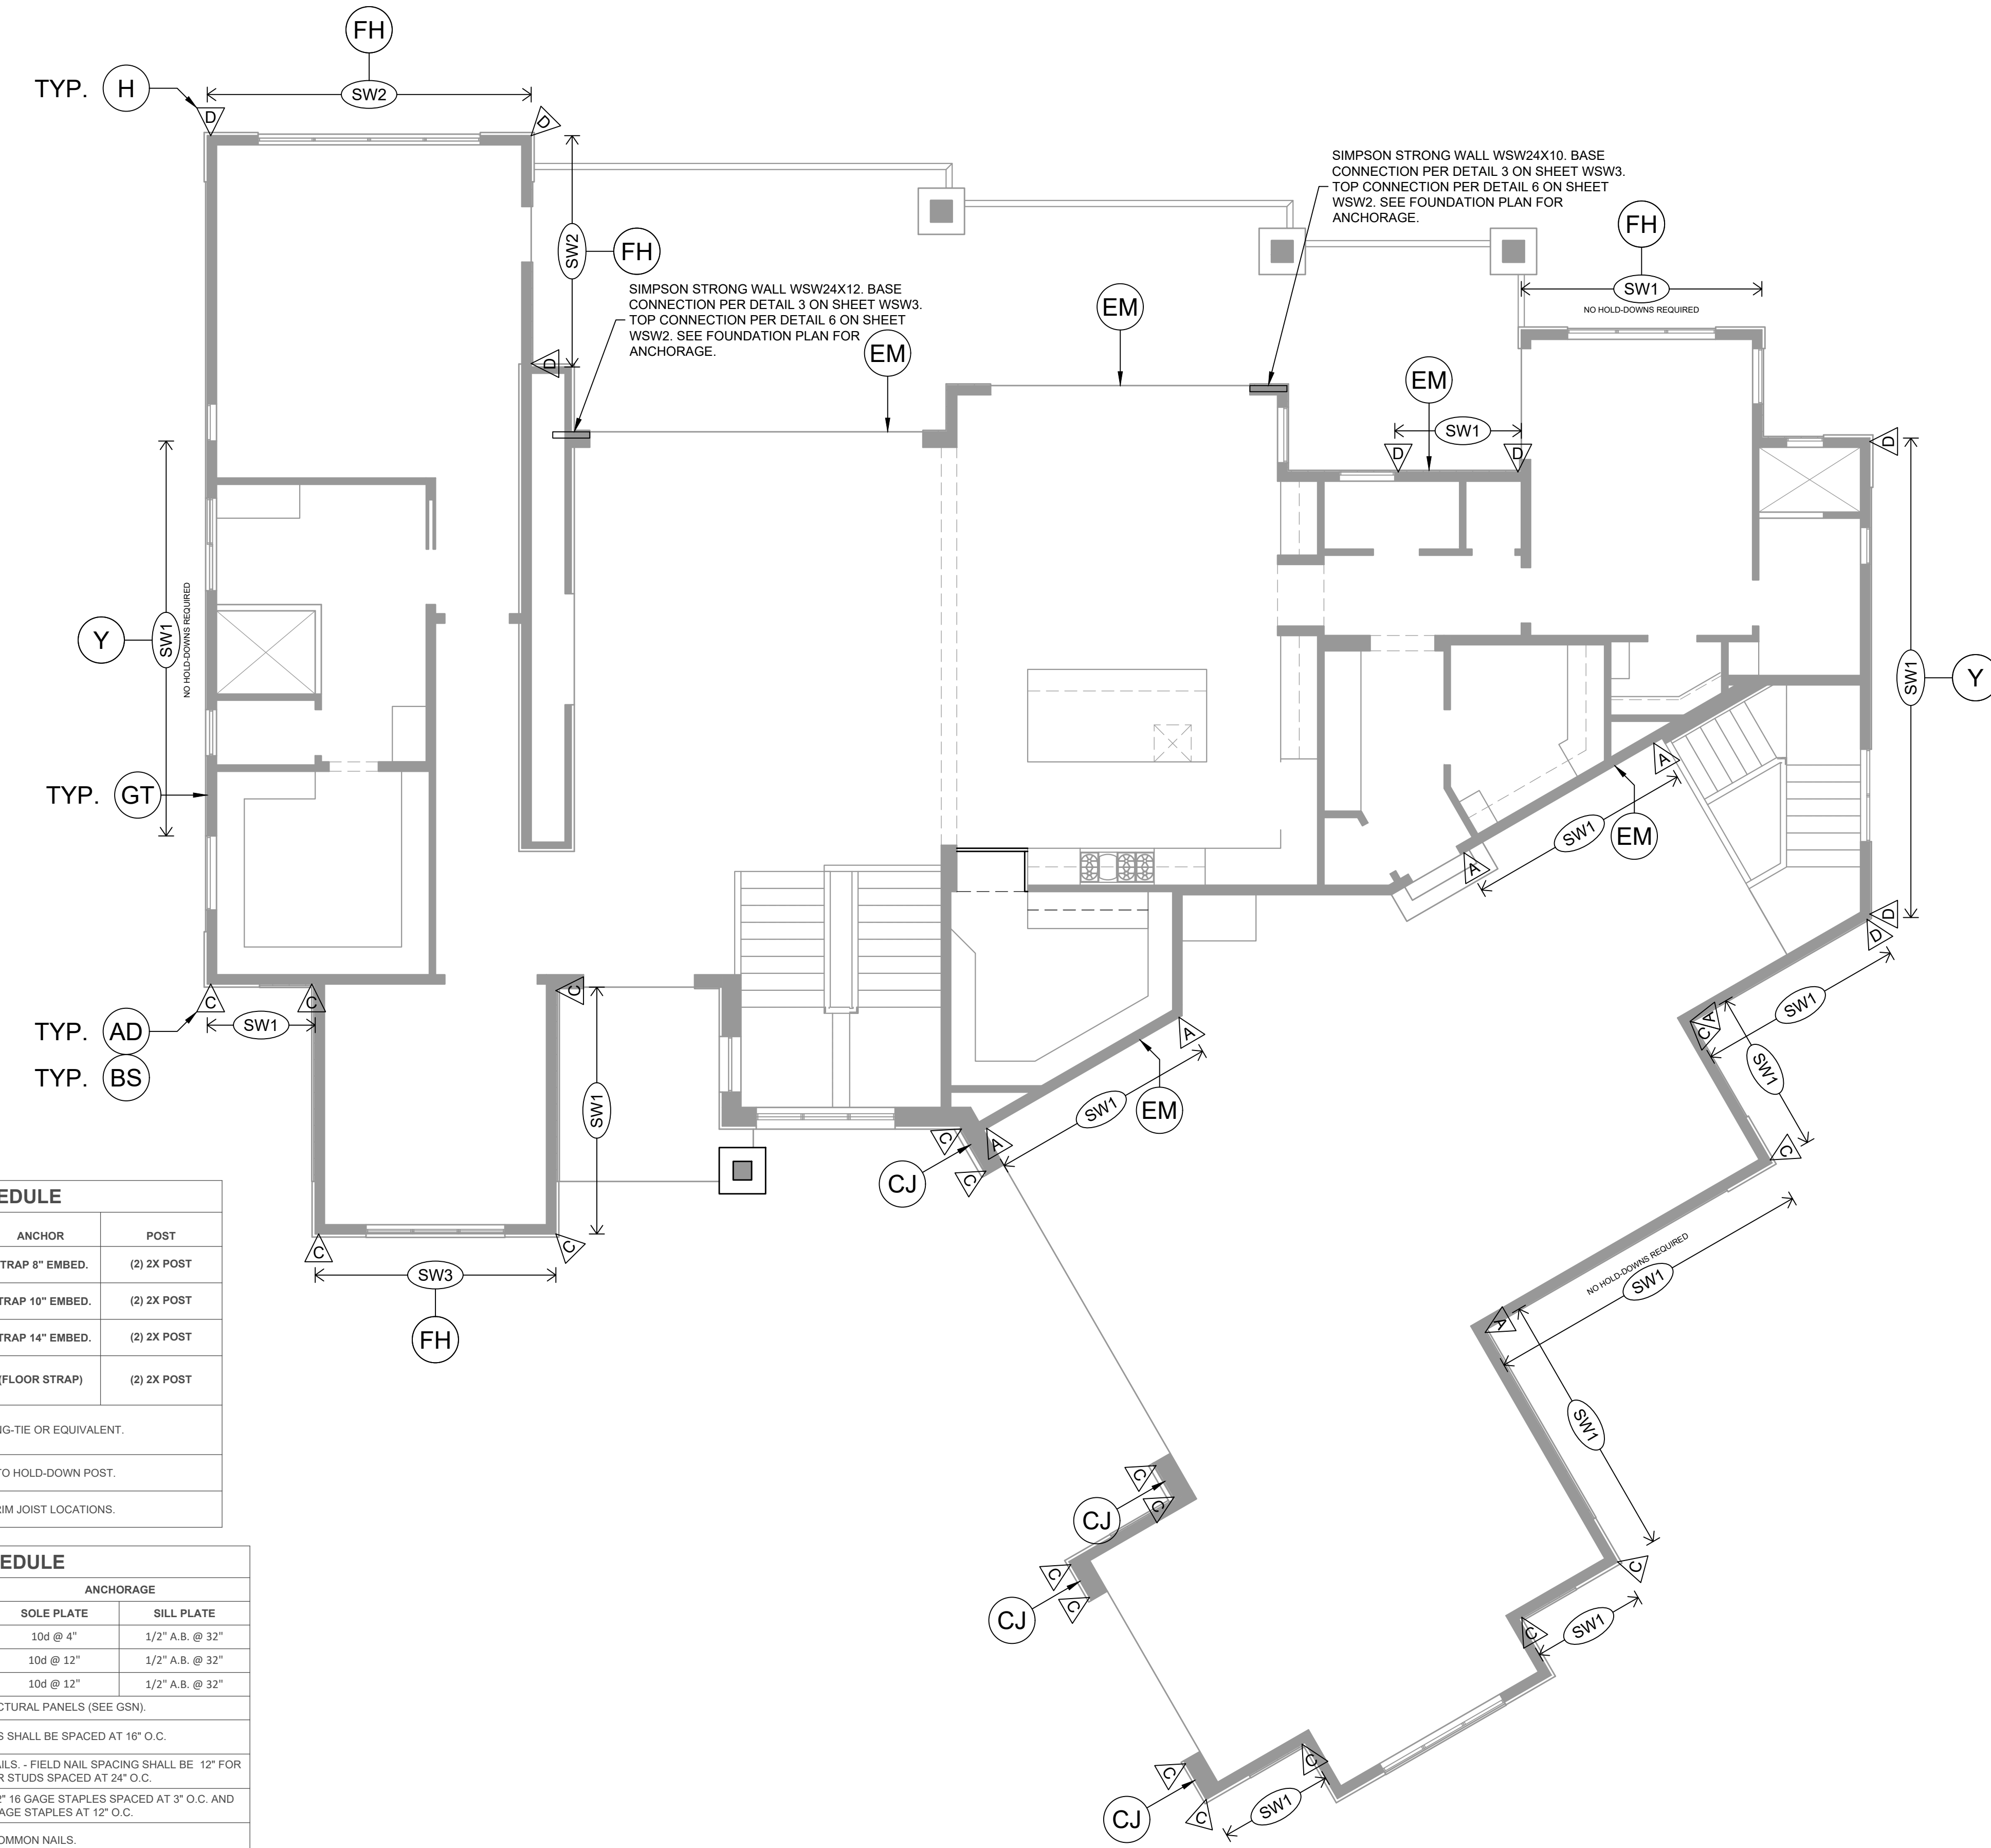 FH
TYP. H
SW2
D
D
SW2
FH
SIMPSON STRONG WALL WSW24X12. BASE
CONNECTION PER DETAIL 3 ON SHEET WSW3.
TOP CONNECTION PER DETAIL 6 ON SHEET
WSW2. SEE FOUNDATION PLAN FOR
ANCHORAGE.
D
EM
EM
SIMPSON STRONG WALL WSW24X10. BASE
CONNECTION PER DETAIL 3 ON SHEET WSW3.
TOP CONNECTION PER DETAIL 6 ON SHEET
WSW2. SEE FOUNDATION PLAN FOR
ANCHORAGE.
FH
SW1
NO HOLD-DOWNS REQUIRED
EM
SW1
D
D
D
SW1
Y
D
D
Y
SW1
NO HOLD-DOWNS REQUIRED
TYP. GT
A
SW1
EM
A
C
C
SW1
TYP. AD
TYP. BS
C
SW1
C
C
SW3
FH
A
SW1
EM
A
C
C
CJ
SW1
A
C
SW1
C
NO HOLD-DOWNS REQUIRED
SW1
A
SW1
C
C
SW1
C
C
CJ
C
C
CJ
C
C
CJ
C
SW1
EDULE
ANCHOR POST
TRAP 8" EMBED. (2) 2X POST
TRAP 10" EMBED. (2) 2X POST
TRAP 14" EMBED. (2) 2X POST
(FLOOR STRAP) (2) 2X POST
NG-TIE OR EQUIVALENT.
TO HOLD-DOWN POST.
RIM JOIST LOCATIONS.
EDULE
ANCHORAGE
SOLE PLATE SILL PLATE
10d @ 4" 1/2" A.B. @ 32"
10d @ 12" 1/2" A.B. @ 32"
10d @ 12" 1/2" A.B. @ 32"
CTURAL PANELS (SEE GSN).
S SHALL BE SPACED AT 16" O.C.
AILS. - FIELD NAIL SPACING SHALL BE 12" FOR
R STUDS SPACED AT 24" O.C.
2" 16 GAGE STAPLES SPACED AT 3" O.C. AND
AGE STAPLES AT 12" O.C.
OMMON NAILS.